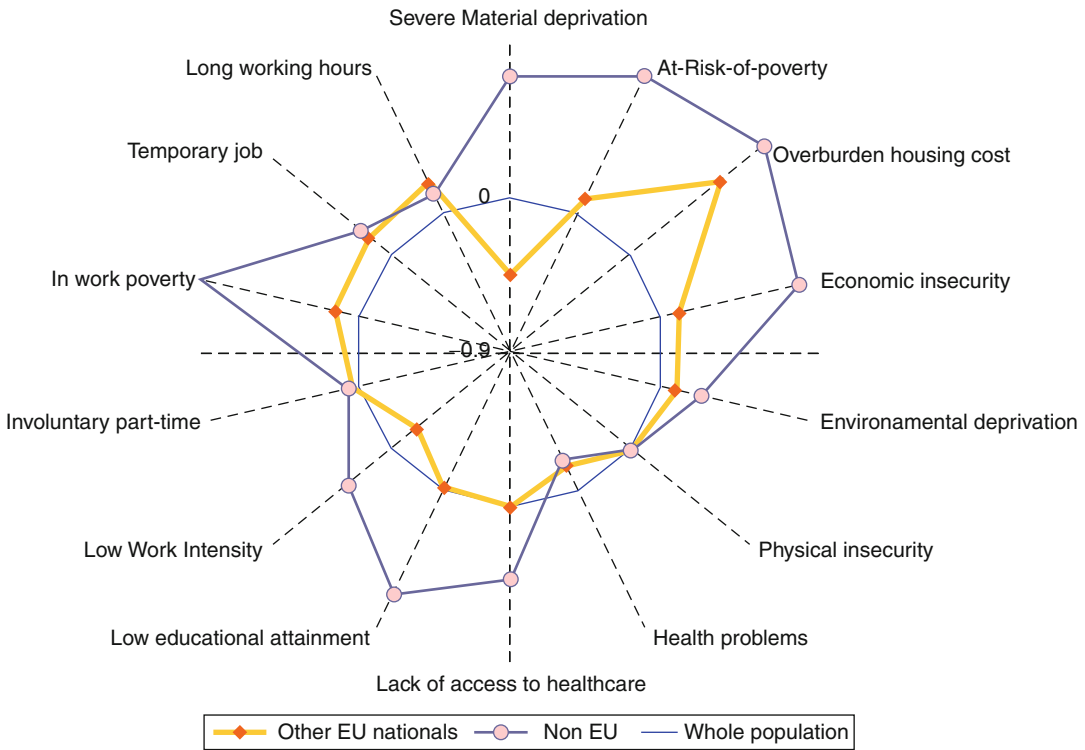 Severe Material deprivation
Long working hours
At-Risk-of-poverty
Temporary job
Overburden housing cost
0
In work poverty
Economic insecurity
–0.9
Involuntary part-time
Environamental deprivation
Low Work Intensity
Physical insecurity
Low educational attainment
Health problems
Lack of access to healthcare
Other EU nationals
Non EU
Whole population